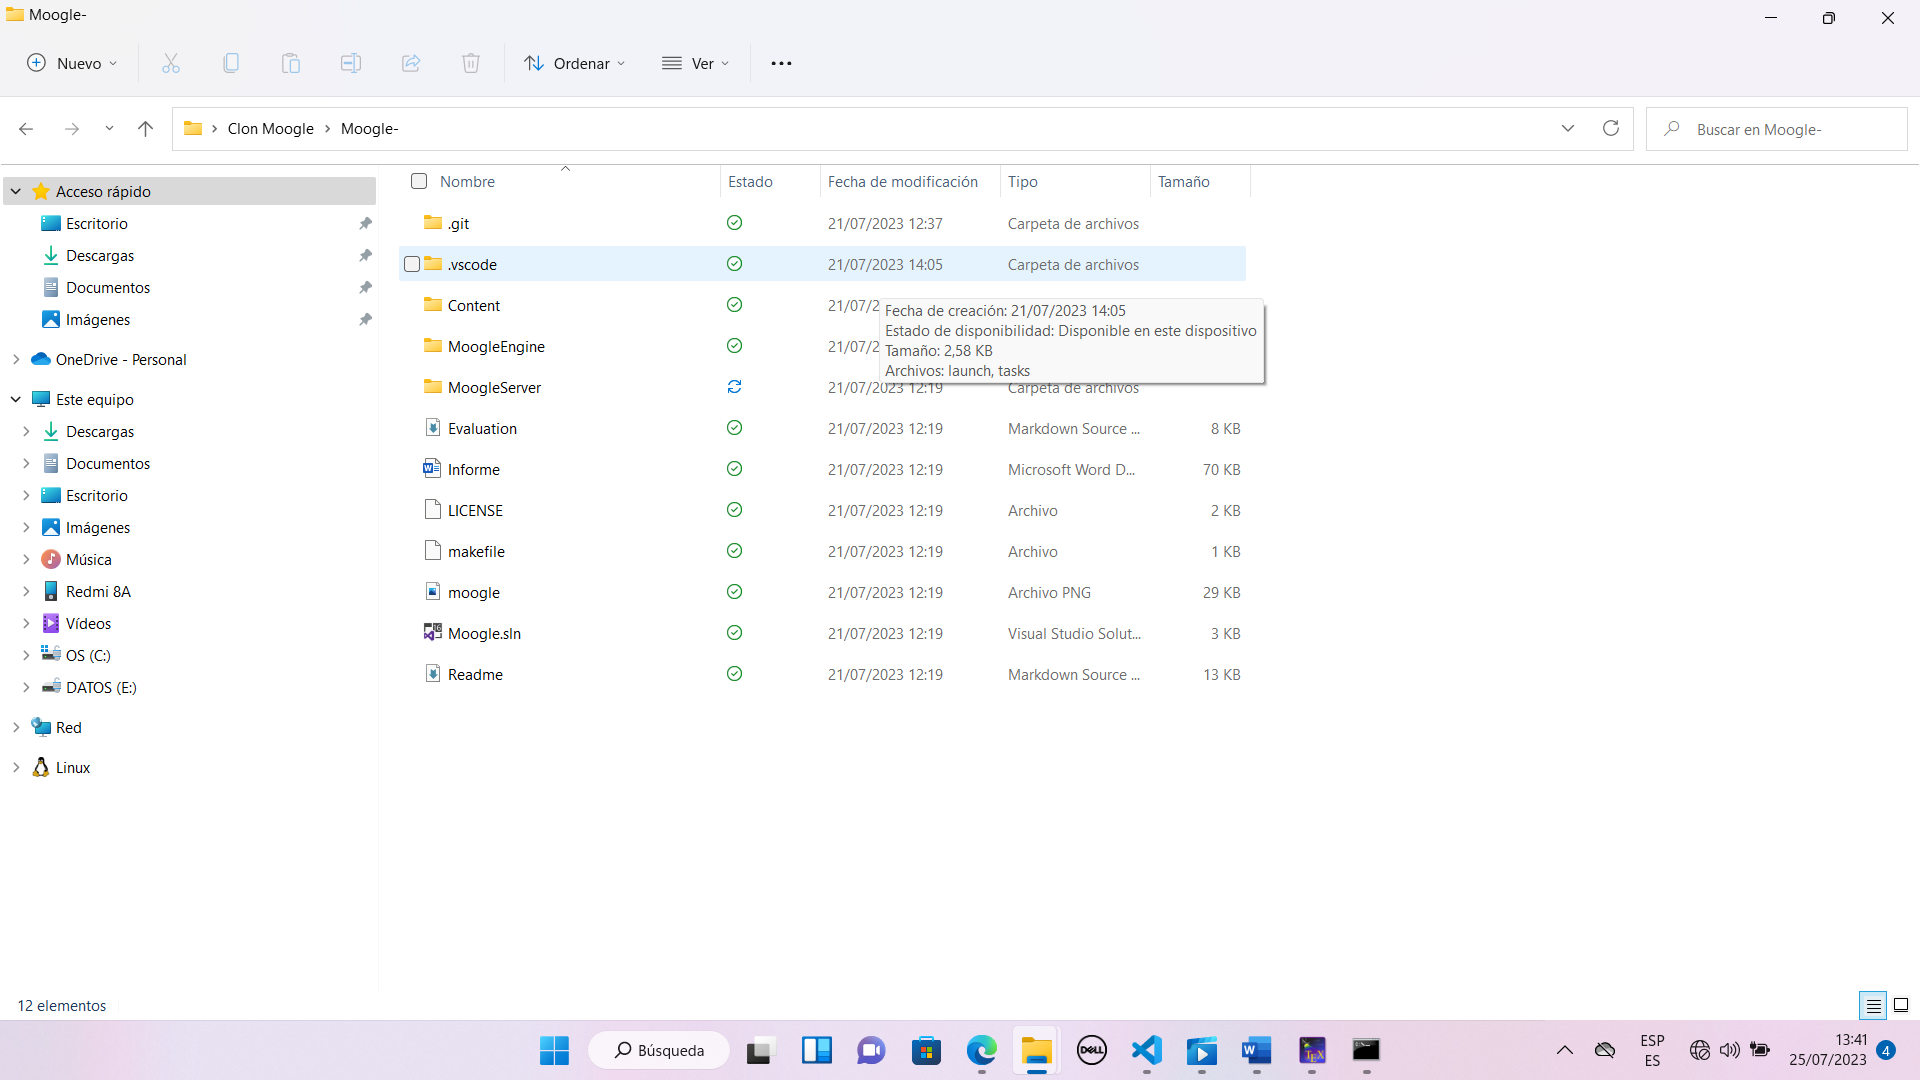 Moogle-
Nuevo
Ordenar
Ver
Clon Moogle
Moogle-
Buscar en Moogle-
Acceso rápido
Escritorio
Descargas
Documentos
Imágenes
OneDrive - Personal
Este equipo
Descargas
Documentos
Escritorio
Imágenes
Música
Redmi 8A
Vídeos
OS (C:)
DATOS (E:)
Red
Linux
Nombre Estado Fecha de modificación Tipo Tamaño
.git 21/07/2023 12:37 Carpeta de archivos
.vscode 21/07/2023 14:05 Carpeta de archivos
Content 21/07/2
MoogleEngine 21/07/2
MoogleServer 21/07/2023 12:19 Carpeta de archivos
Fecha de creación: 21/07/2023 14:05
Estado de disponibilidad: Disponible en este dispositivo
Tamaño: 2,58 KB
Archivos: launch, tasks
Evaluation 21/07/2023 12:19 Markdown Source ... 8 KB
Informe 21/07/2023 12:19 Microsoft Word D... 70 KB
LICENSE 21/07/2023 12:19 Archivo 2 KB
makefile 21/07/2023 12:19 Archivo 1 KB
moogle 21/07/2023 12:19 Archivo PNG 29 KB
Moogle.sln 21/07/2023 12:19 Visual Studio Solut... 3 KB
Readme 21/07/2023 12:19 Markdown Source ... 13 KB
12 elementos
Búsqueda
DELL
TEX
ESP
ES
13:41
25/07/2023
4